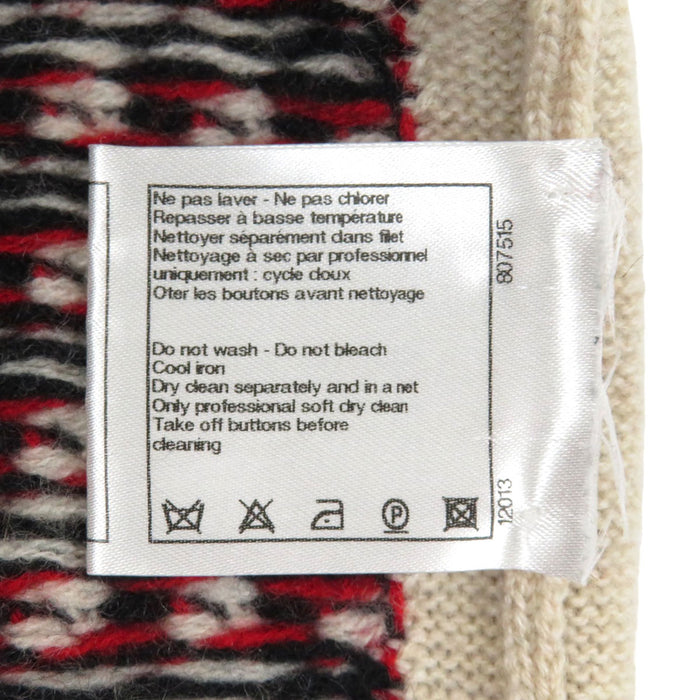 Ne pas laver - Ne pas chlorer
Repasser à basse température
Nettoyer séparément dans filet
Nettoyage à sec par professionnel
uniquement : cycle doux
Oter les boutons avant nettoyage
Do not wash - Do not bleach
Cool iron
Dry clean separately and in a net
Only professional soft dry clean
Take off buttons before
cleaning
P
807515
12013